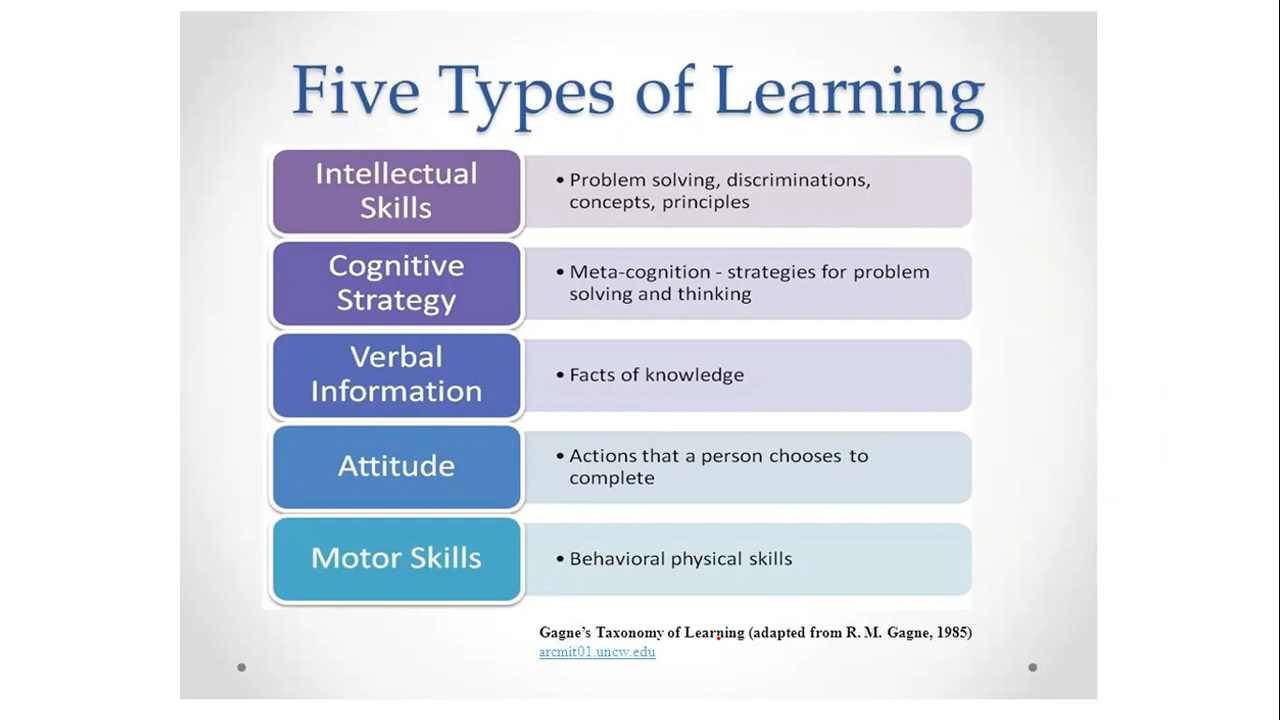 Five Types of Learning
Intellectual
Skills
• Problem solving, discriminations,
concepts, principles
Cognitive
Strategy
• Meta-cognition - strategies for problem
solving and thinking
Verbal
Information
• Facts of knowledge
Attitude
• Actions that a person chooses to
complete
Motor Skills
• Behavioral physical skills
Gagne's Taxonomy of Learning (adapted from R. M. Gagne, 1985)
arcmit01.uncw.edu